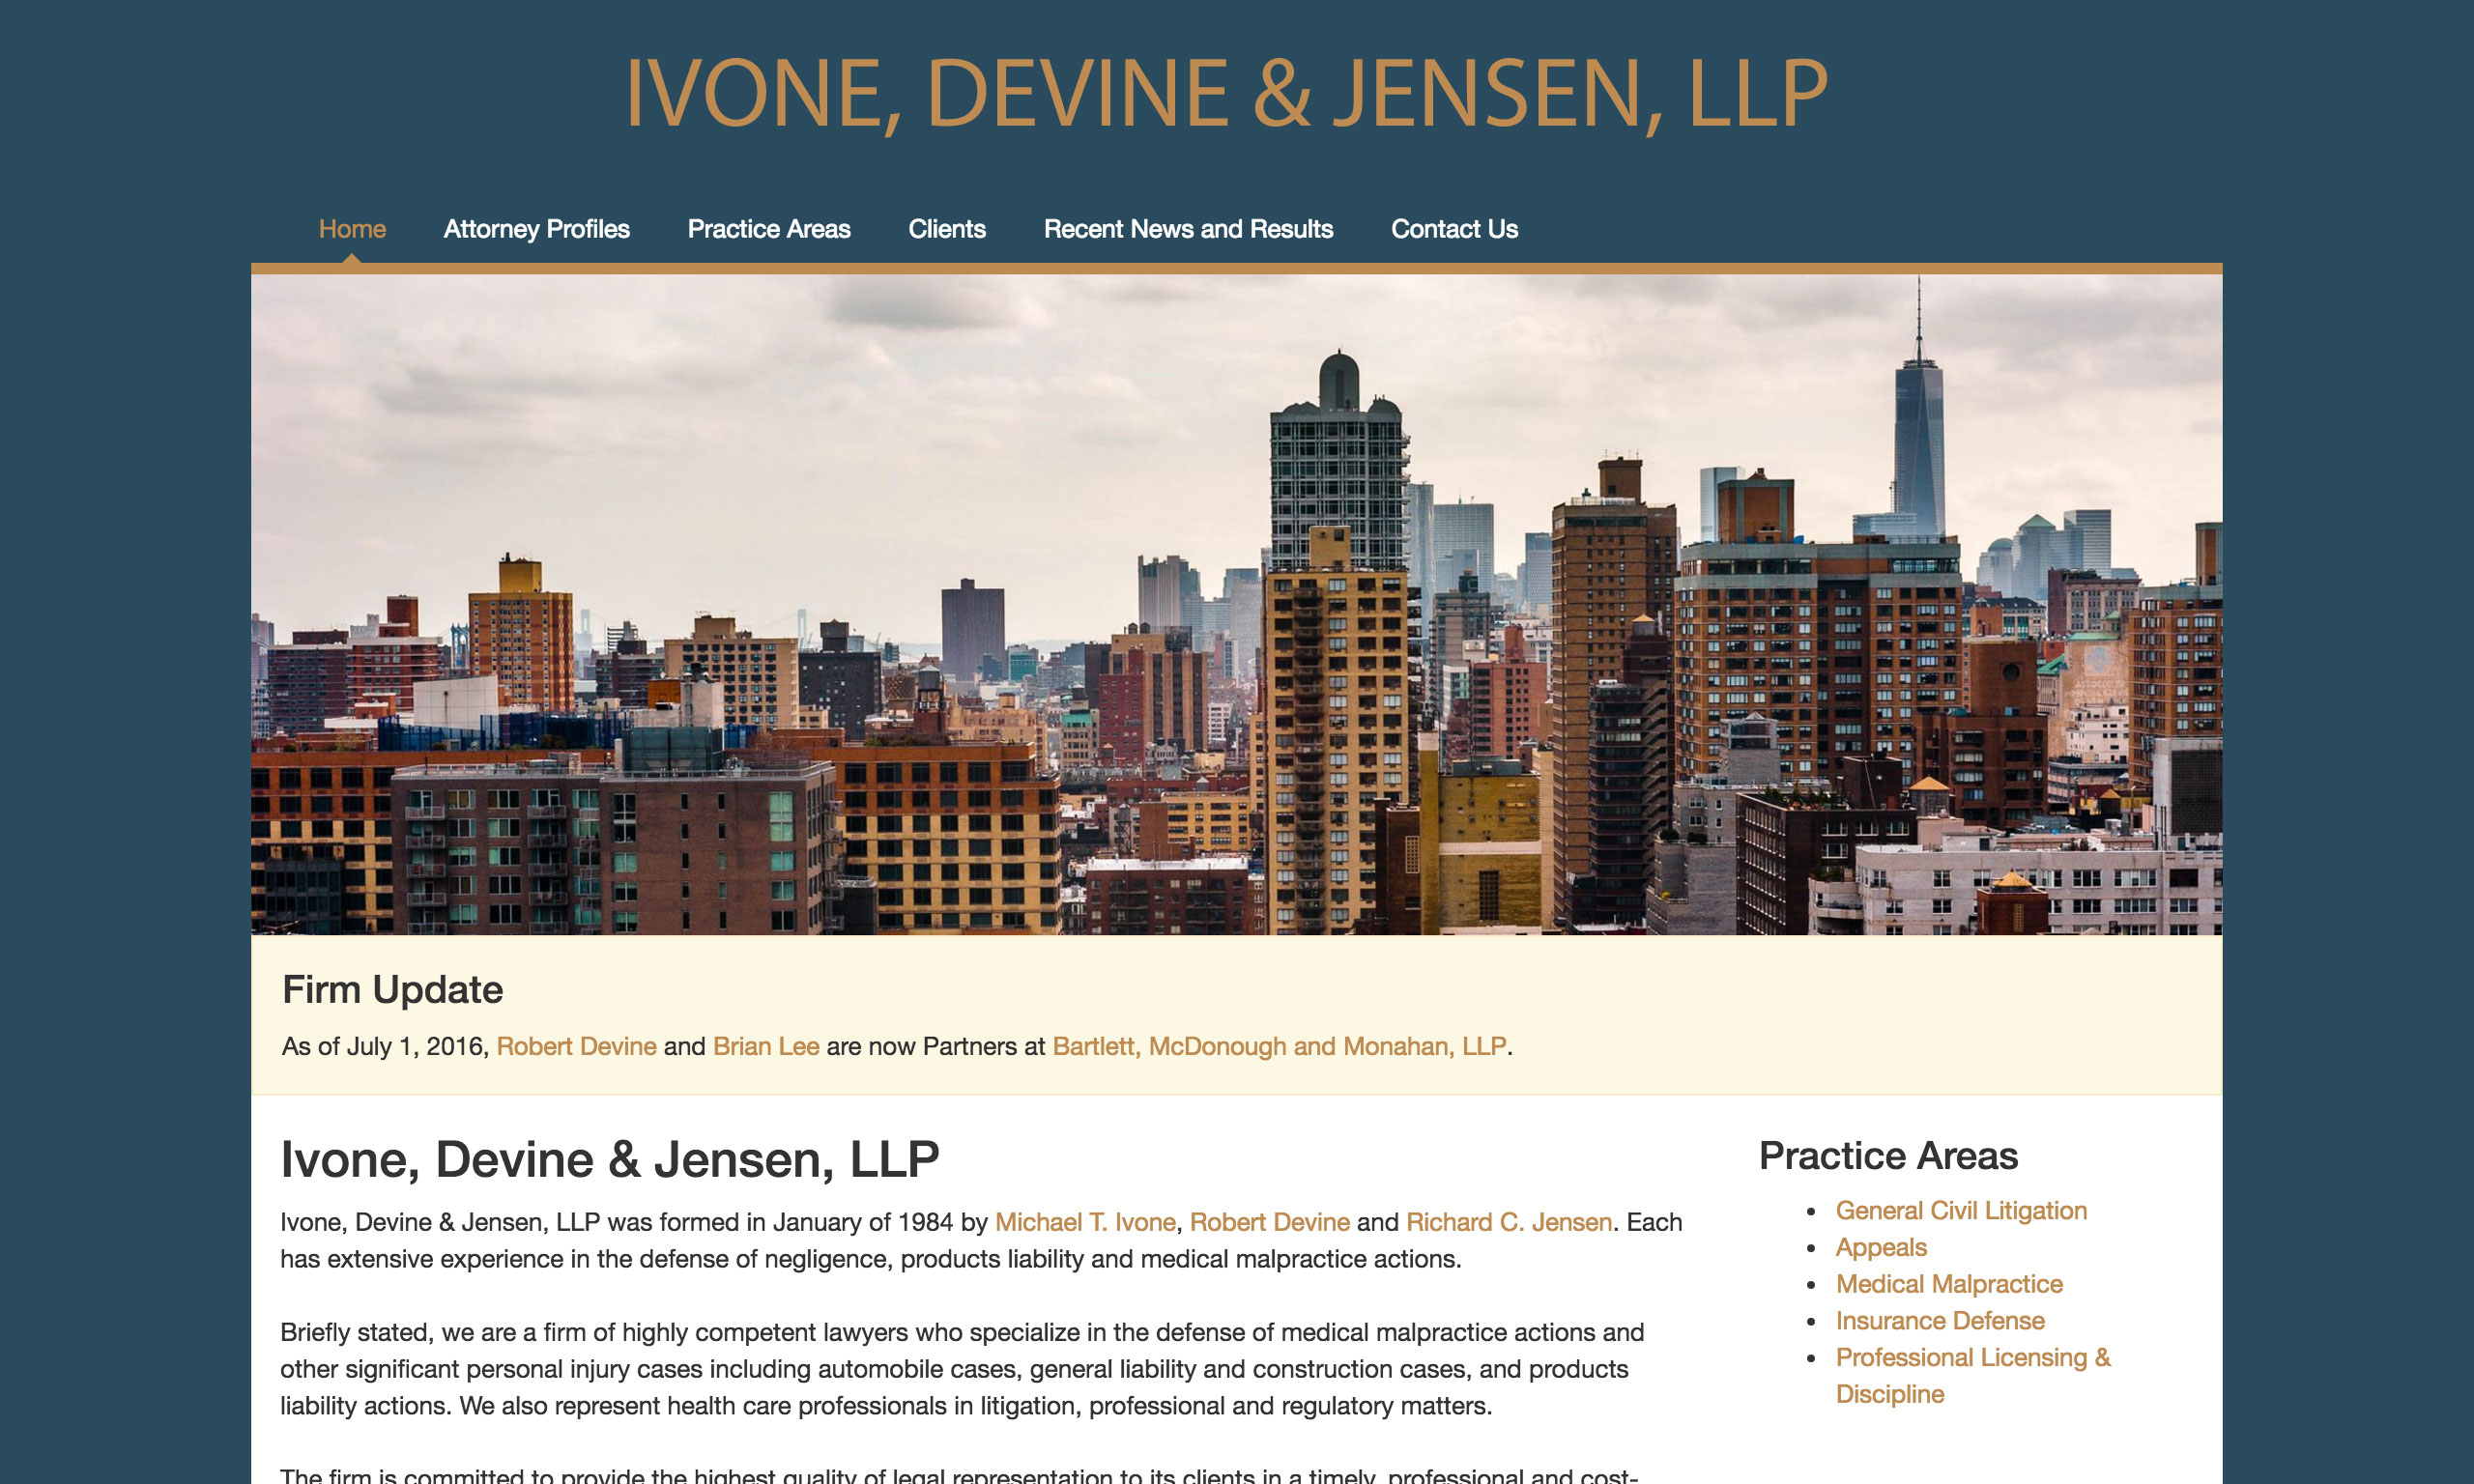 IVONE, DEVINE & JENSEN, LLP
Home Attorney Profiles Practice Areas Clients Recent News and Results Contact Us
Firm Update
As of July 1, 2016, Robert Devine and Brian Lee are now Partners at Bartlett, McDonough and Monahan, LLP.
Ivone, Devine & Jensen, LLP
Ivone, Devine & Jensen, LLP was formed in January of 1984 by Michael T. Ivone, Robert Devine and Richard C. Jensen. Each
has extensive experience in the defense of negligence, products liability and medical malpractice actions.
Briefly stated, we are a firm of highly competent lawyers who specialize in the defense of medical malpractice actions and
other significant personal injury cases including automobile cases, general liability and construction cases, and products
liability actions. We also represent health care professionals in litigation, professional and regulatory matters.
The firm is committed to provide the highest quality of legal representation to its clients in a timely, professional and cost-
Practice Areas
• General Civil Litigation
• Appeals
• Medical Malpractice
• Insurance Defense
• Professional Licensing &
Discipline